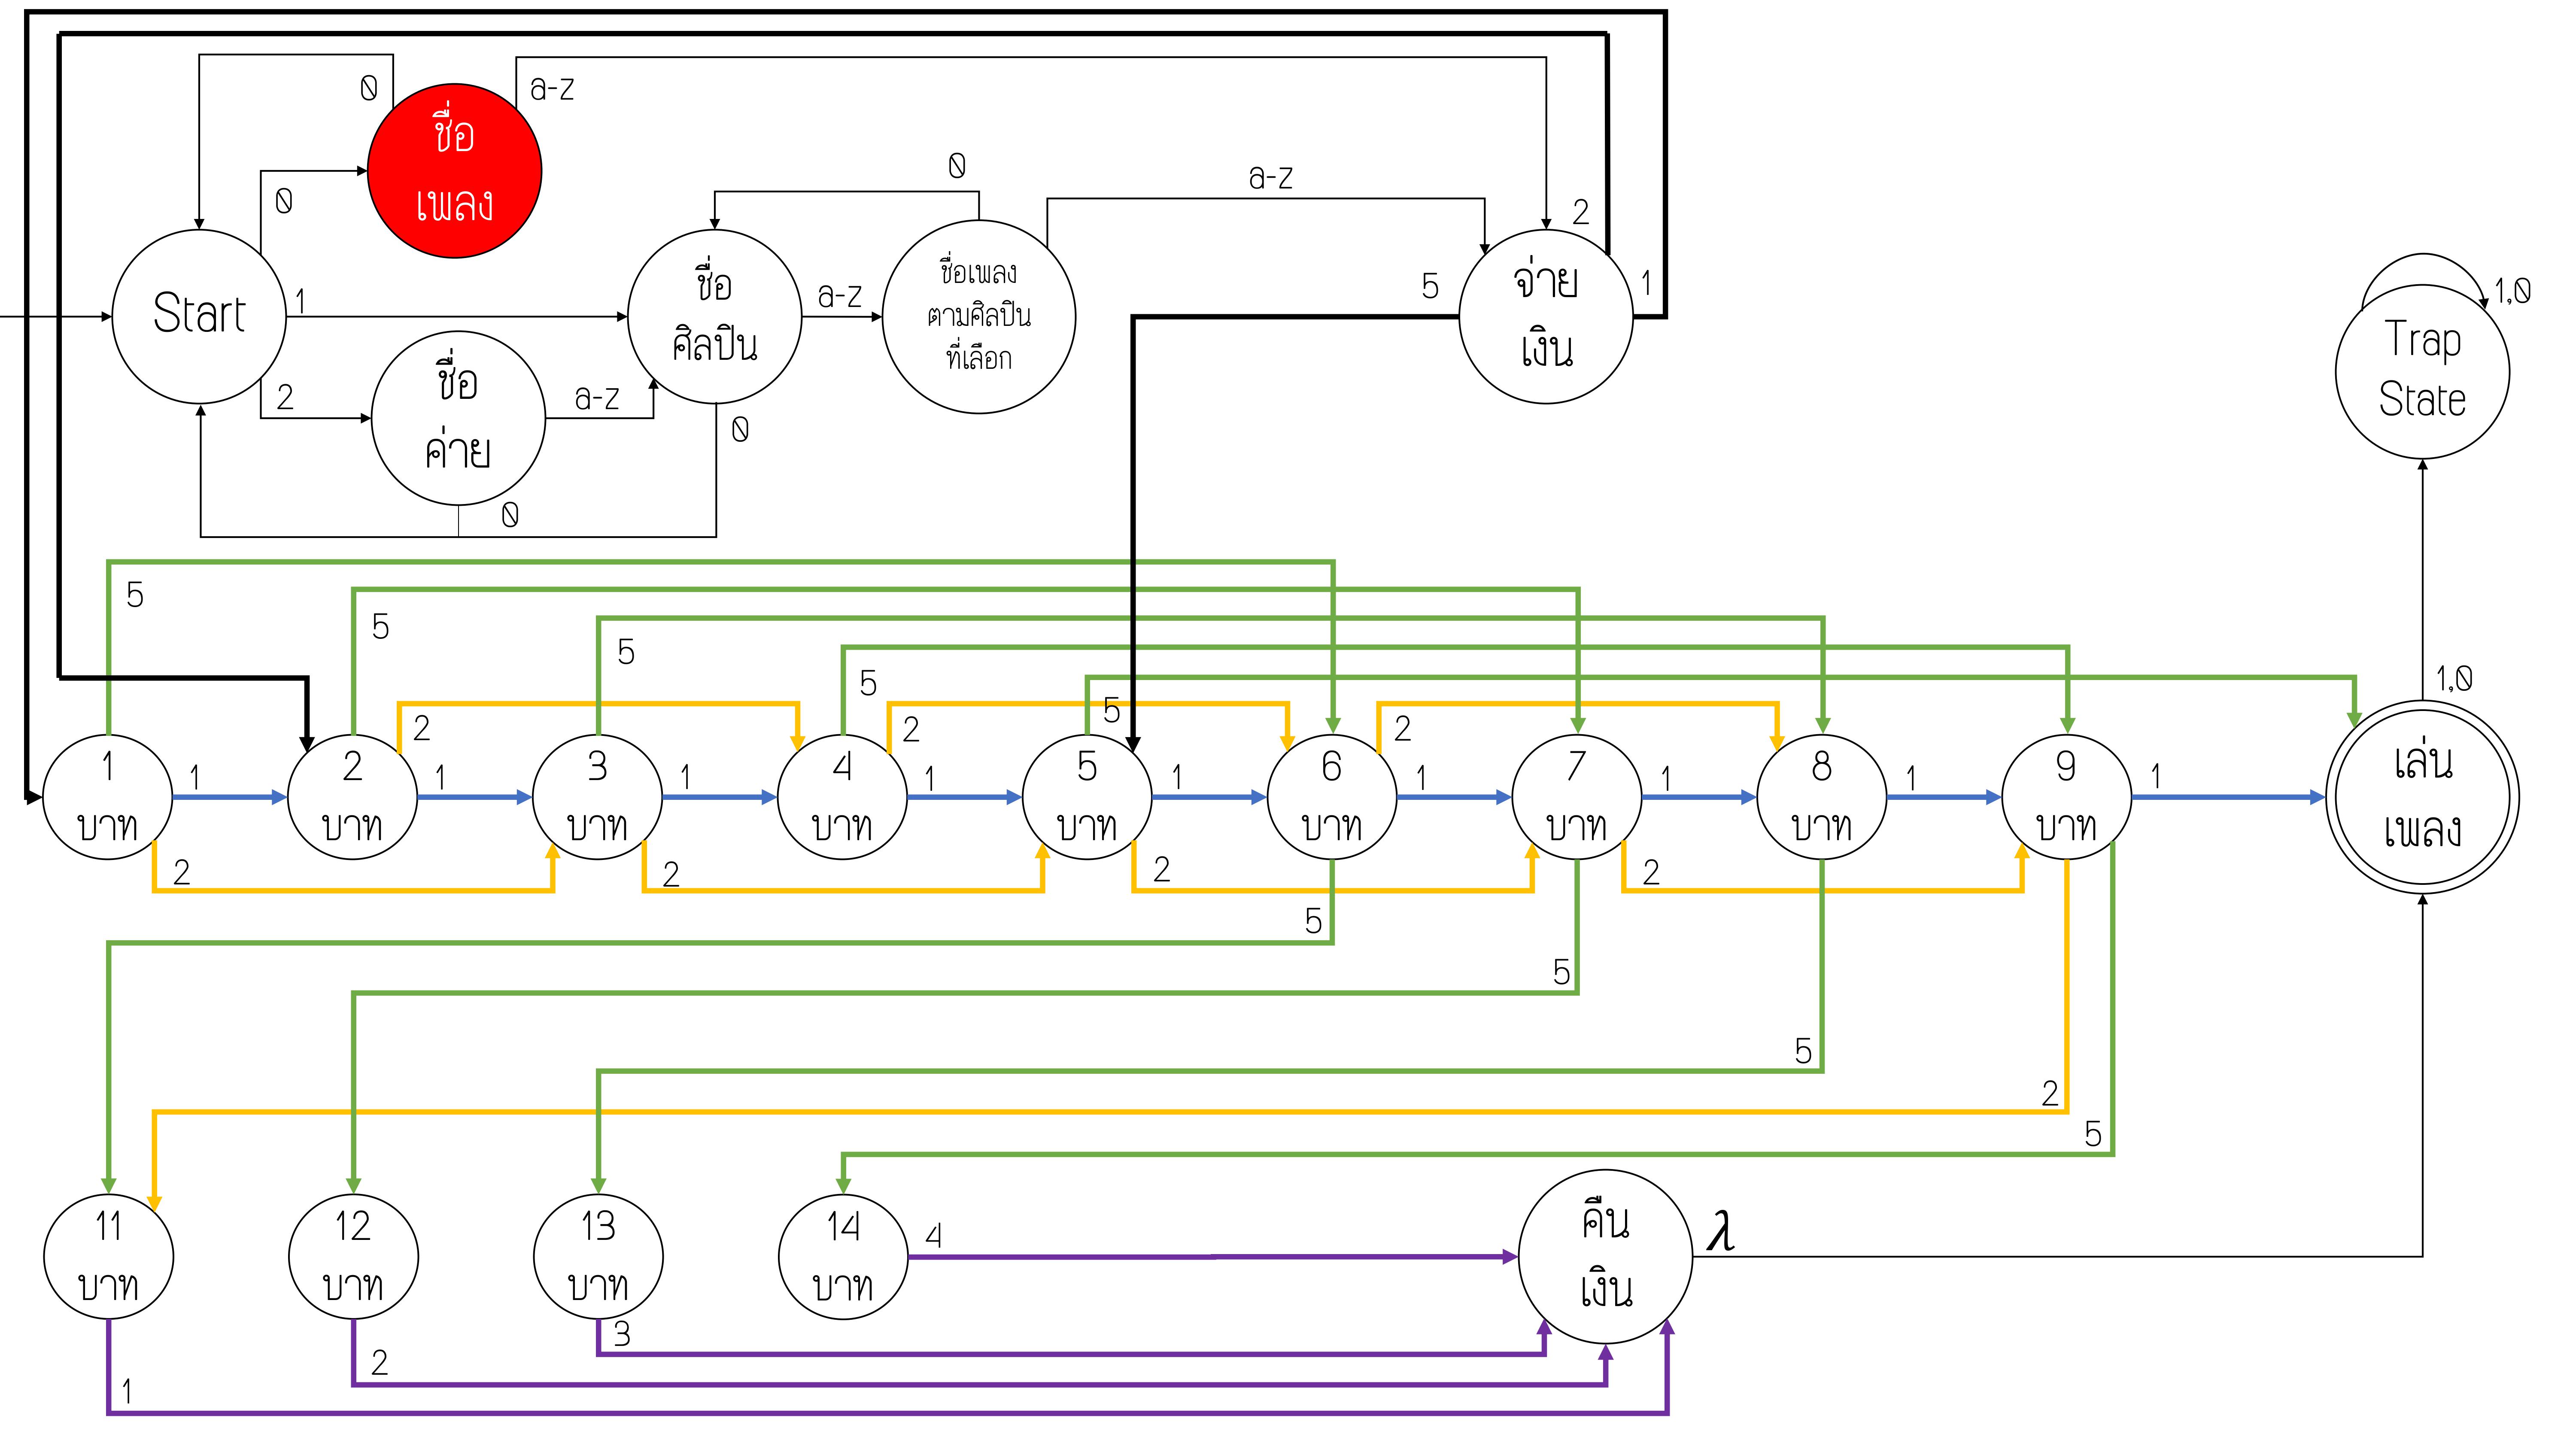 0
a-z
ชื่อ
เพลง
0
0
a-z
2
Start
1
ชื่อ
ศิลปิน
a-z
ชื่อเพลง
ตามศิลปิน
ที่เลือก
5
จ่าย
เงิน
1
1,0
Trap
State
2
ชื่อ
ค่าย
a-z
0
0
5
5
5
5
5
1,0
2
2
2
1
บาท
1
2
บาท
1
3
บาท
1
4
บาท
1
5
บาท
1
6
บาท
1
7
บาท
1
8
บาท
1
9
บาท
1
เล่น
เพลง
2
2
2
2
5
5
5
2
5
11
บาท
12
บาท
13
บาท
14
บาท
4
คืน
เงิน
λ
3
2
1